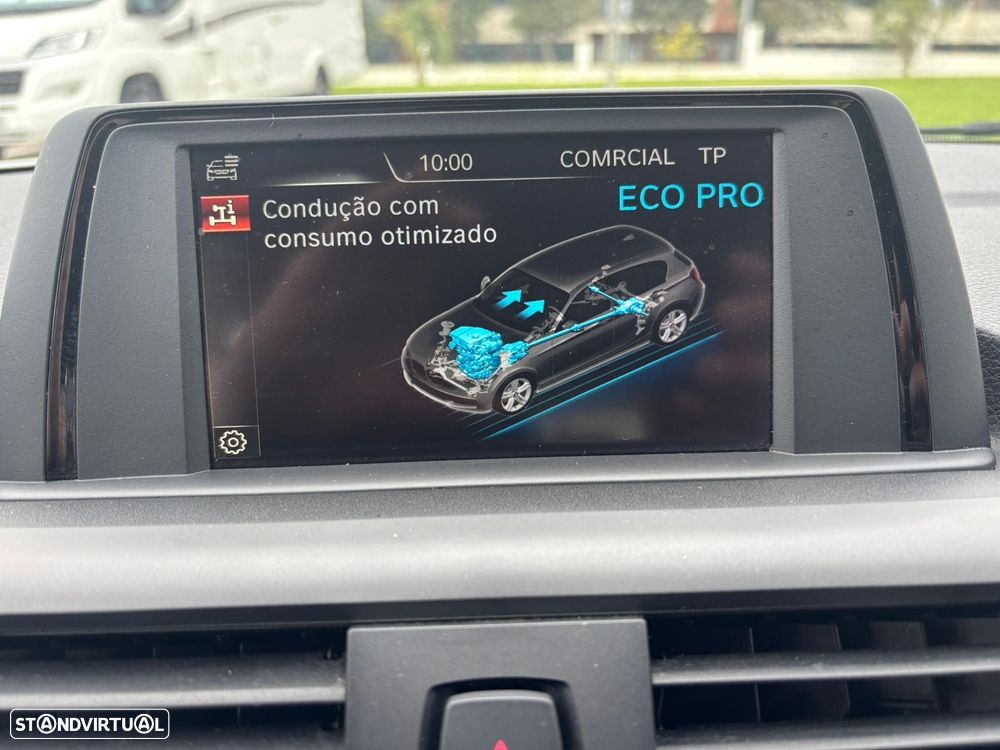 10:00
COMRCIAL TP
ECO PRO
Condução com
consumo otimizado
i
STANDVIRTUAL